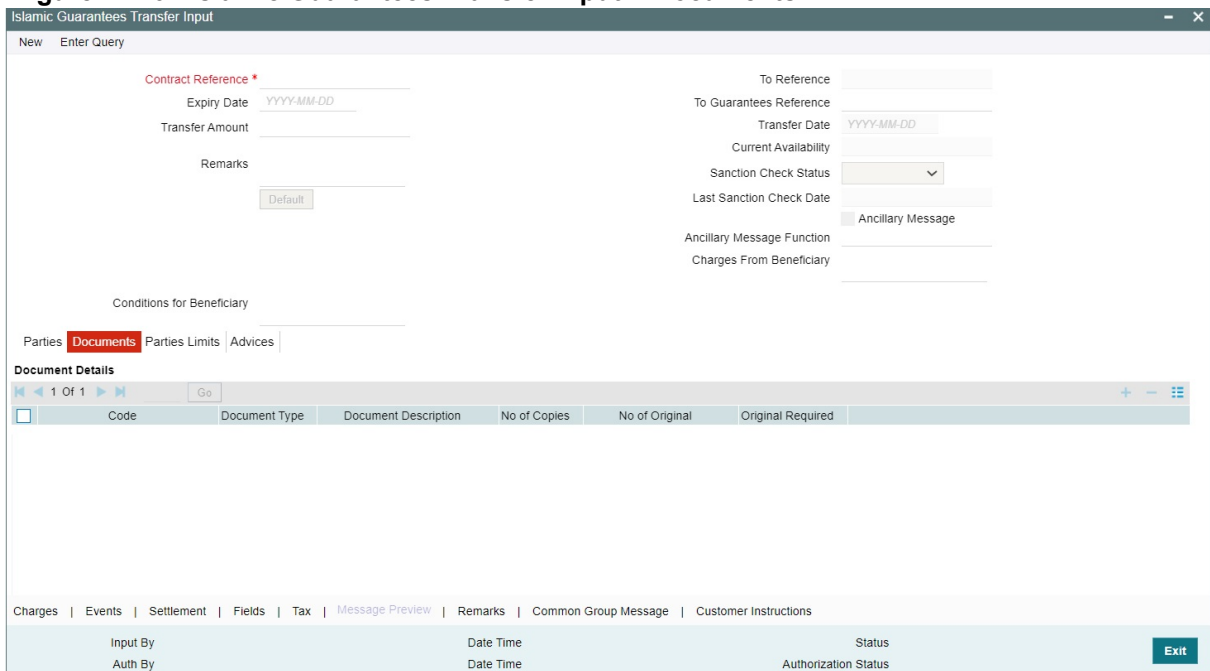 Islamic Guarantees Transfer Input
New Enter Query
Contract Reference *
Expiry Date YYYY-MM-DD
Transfer Amount
Remarks
Default
Conditions for Beneficiary
To Reference
To Guarantees Reference
Transfer Date YYYY-MM-DD
Current Availability
Sanction Check Status
Last Sanction Check Date
Ancillary Message
Ancillary Message Function
Charges From Beneficiary
Parties Documents Parties Limits Advices
Document Details
1 Of 1 Go
Code Document Type Document Description No of Copies No of Original Original Required
Charges | Events | Settlement | Fields | Tax | Message Preview | Remarks | Common Group Message | Customer Instructions
Input By Date Time Status
Auth By Date Time Authorization Status
Exit